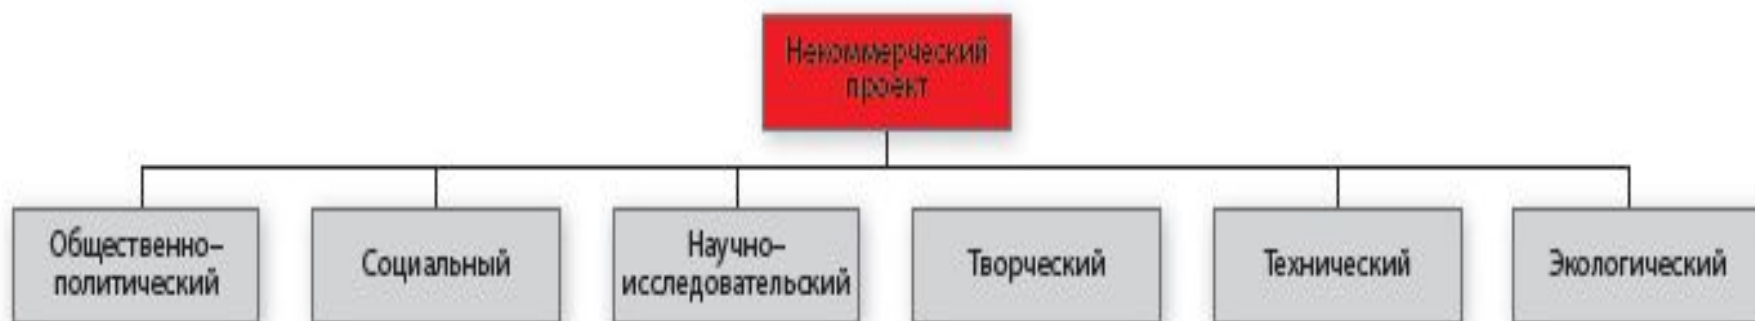 Некоммерческий
проект
Общественно–
политический
Социальный
Научно–
исследовательский
Творческий
Технический
Экологический